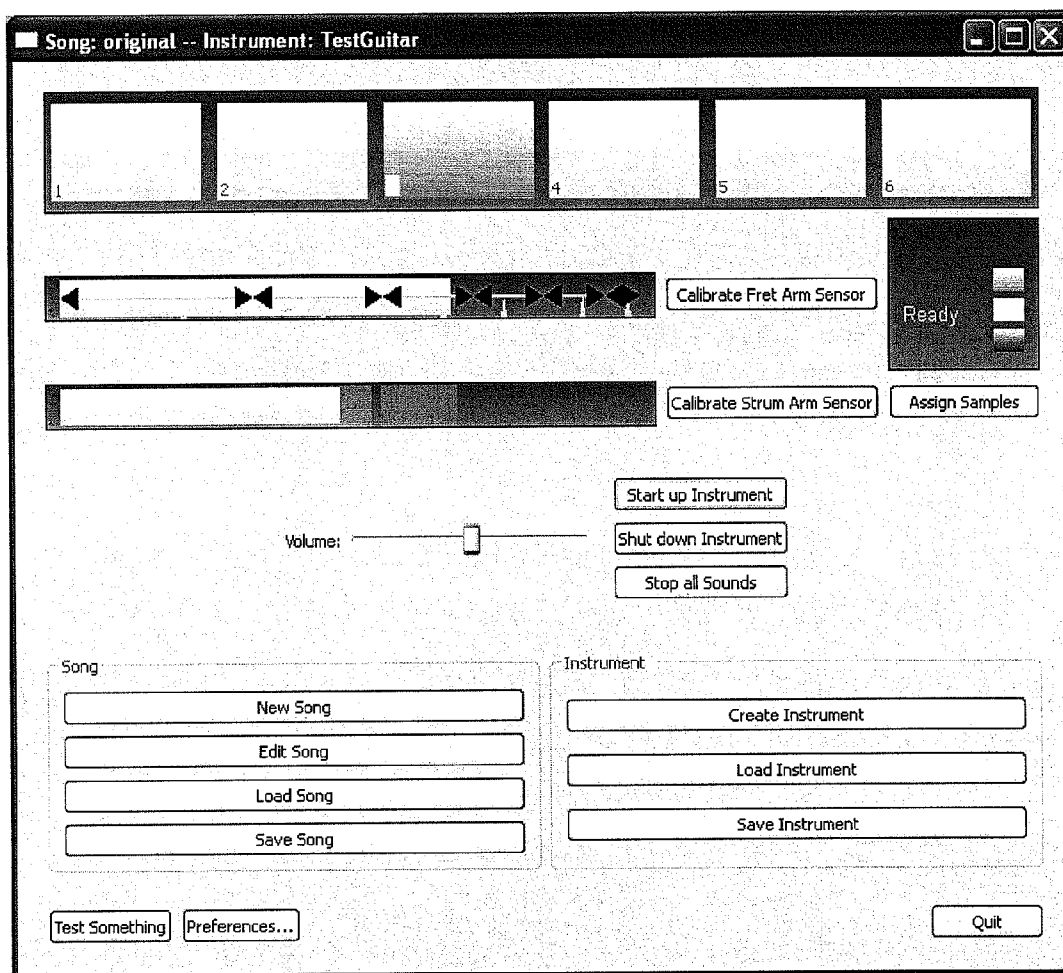 Song: original -- Instrument: TestGuitar
1 2 4 5 6
Calibrate Fret Arm Sensor
Ready
Calibrate Strum Arm Sensor
Assign Samples
Start up Instrument
Volume:
Shut down Instrument
Stop all Sounds
Song
Instrument
New Song
Create Instrument
Edit Song
Load Instrument
Load Song
Save Instrument
Save Song
Test Something
Preferences...
Quit